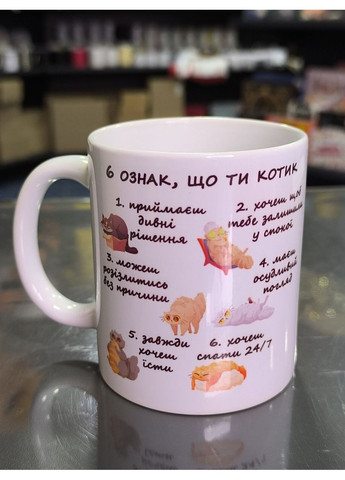 6 ОЗНАК, ЩО ТИ КОТИК
1. приймаєш
дивні
рішення
2. хочеш щоб
тебе залишили
у спокої
3. можеш
розізлитись
без причини
4. маєш
осудливий
погляд
5. завжди
хочеш
їсти
6. хочеш
спати 24/7